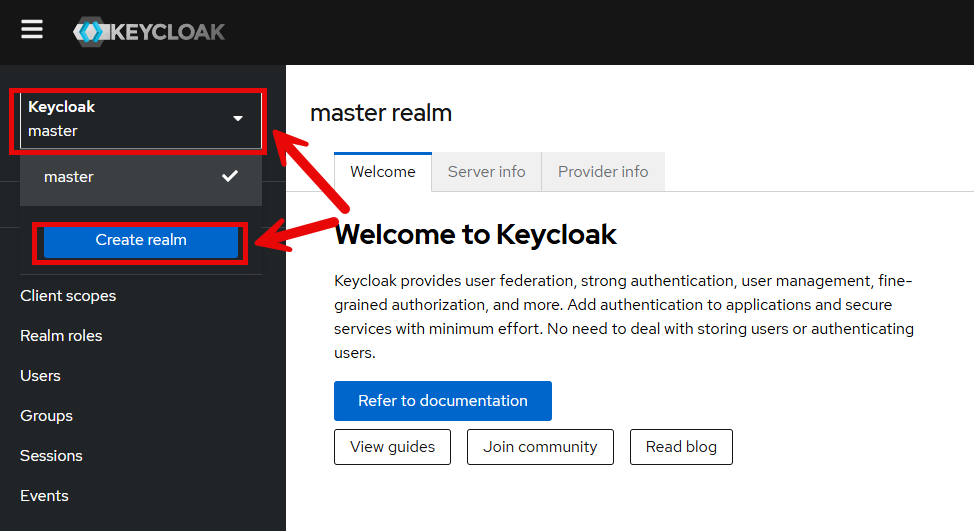 KEYCLOAK
Keycloak
master
master
Create realm
Client scopes
Realm roles
Users
Groups
Sessions
Events
master realm
Welcome
Server info
Provider info
Welcome to Keycloak
Keycloak provides user federation, strong authentication, user management, fine-
grained authorization, and more. Add authentication to applications and secure
services with minimum effort. No need to deal with storing users or authenticating
users.
Refer to documentation
View guides
Join community
Read blog